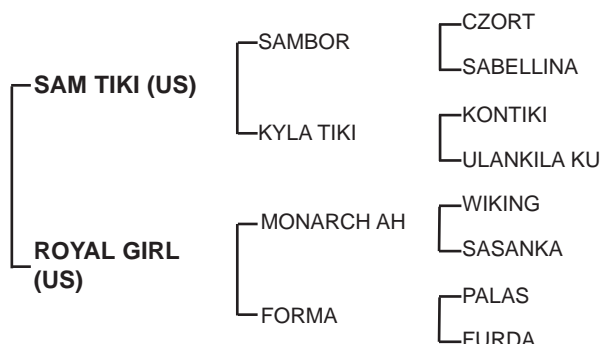 CZORT
SAMBOR
SABELLINA
SAM TIKI (US)
KONTIKI
KYLA TIKI
ULANKILA KU
WIKING
MONARCH AH
SASANKA
ROYAL GIRL
(US)
PALAS
FORMA
FURDA